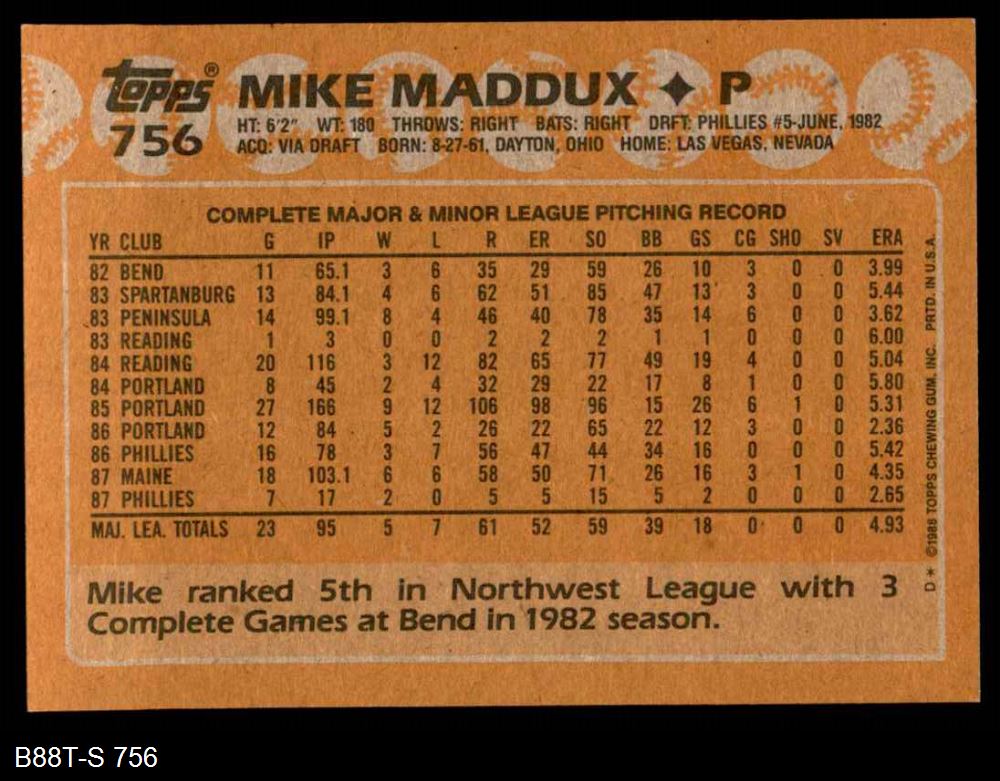 topps® MIKE MADDUX ♦ P
756 HT: 6'2" WT: 180 THROWS: RIGHT BATS: RIGHT DRFT: PHILLIES #5-JUNE, 1982
ACQ: VIA DRAFT BORN: 8-27-61, DAYTON, OHIO HOME: LAS VEGAS, NEVADA
COMPLETE MAJOR & MINOR LEAGUE PITCHING RECORD
YR CLUB G IP W L R ER SO BB GS CG SHO SV ERA
82 BEND 11 65.1 3 6 35 29 59 26 10 3 0 0 3.99
83 SPARTANBURG 13 84.1 4 6 62 51 85 47 13 3 0 0 5.44
83 PENINSULA 14 99.1 8 4 46 40 78 35 14 6 0 0 3.62
83 READING 1 3 0 0 2 2 2 1 1 0 0 0 6.00
84 READING 20 116 3 12 82 65 77 49 19 4 0 0 5.04
84 PORTLAND 8 45 2 4 32 29 22 17 8 1 0 0 5.80
85 PORTLAND 27 166 9 12 106 98 96 15 26 6 1 0 5.31
86 PORTLAND 12 84 5 2 26 22 65 22 12 3 0 0 2.36
86 PHILLIES 16 78 3 7 56 47 44 34 16 0 0 0 5.42
87 MAINE 18 103.1 6 6 58 50 71 26 16 3 1 0 4.35
87 PHILLIES 7 17 2 0 5 5 15 5 2 0 0 0 2.65
MAJ. LEA. TOTALS 23 95 5 7 61 52 59 39 18 0 0 0 4.93
Mike ranked 5th in Northwest League with 3
Complete Games at Bend in 1982 season.
D* ©1988 TOPPS CHEWING GUM, INC. PRTD. IN U.S.A.
B88T-S 756